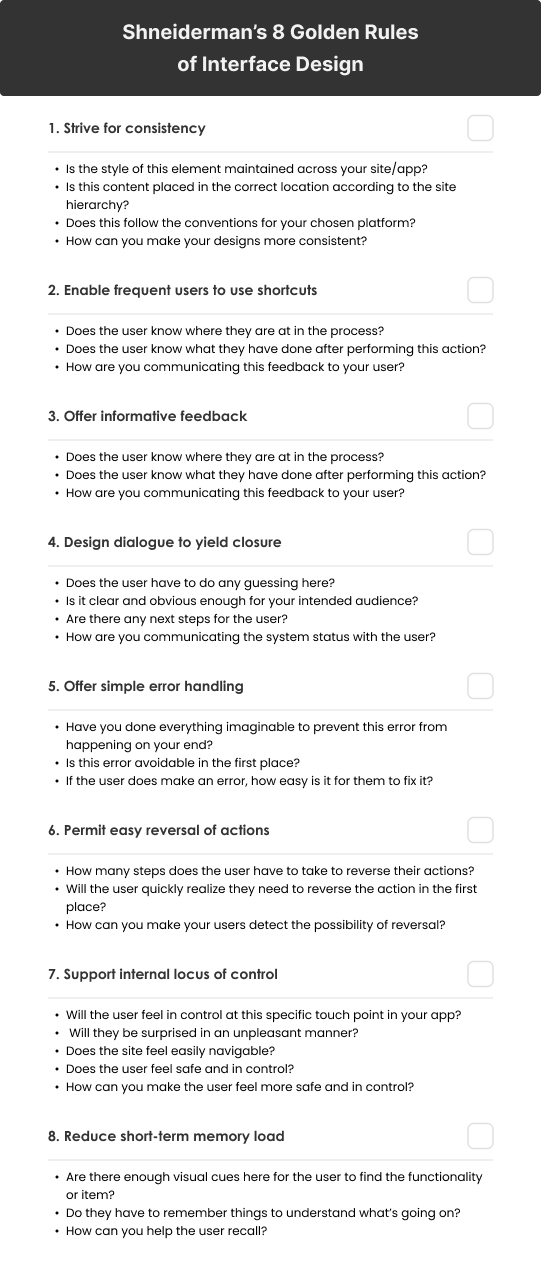 Shneiderman’s 8 Golden Rules
of Interface Design
1. Strive for consistency
• Is the style of this element maintained across your site/app?
• Is this content placed in the correct location according to the site
hierarchy?
• Does this follow the conventions for your chosen platform?
• How can you make your designs more consistent?
2. Enable frequent users to use shortcuts
• Does the user know where they are at in the process?
• Does the user know what they have done after performing this action?
• How are you communicating this feedback to your user?
3. Offer informative feedback
• Does the user know where they are at in the process?
• Does the user know what they have done after performing this action?
• How are you communicating this feedback to your user?
4. Design dialogue to yield closure
• Does the user have to do any guessing here?
• Is it clear and obvious enough for your intended audience?
• Are there any next steps for the user?
• How are you communicating the system status with the user?
5. Offer simple error handling
• Have you done everything imaginable to prevent this error from
happening on your end?
• Is this error avoidable in the first place?
• If the user does make an error, how easy is it for them to fix it?
6. Permit easy reversal of actions
• How many steps does the user have to take to reverse their actions?
• Will the user quickly realize they need to reverse the action in the first
place?
• How can you make your users detect the possibility of reversal?
7. Support internal locus of control
• Will the user feel in control at this specific touch point in your app?
• Will they be surprised in an unpleasant manner?
• Does the site feel easily navigable?
• Does the user feel safe and in control?
• How can you make the user feel more safe and in control?
8. Reduce short-term memory load
• Are there enough visual cues here for the user to find the functionality
or item?
• Do they have to remember things to understand what’s going on?
• How can you help the user recall?